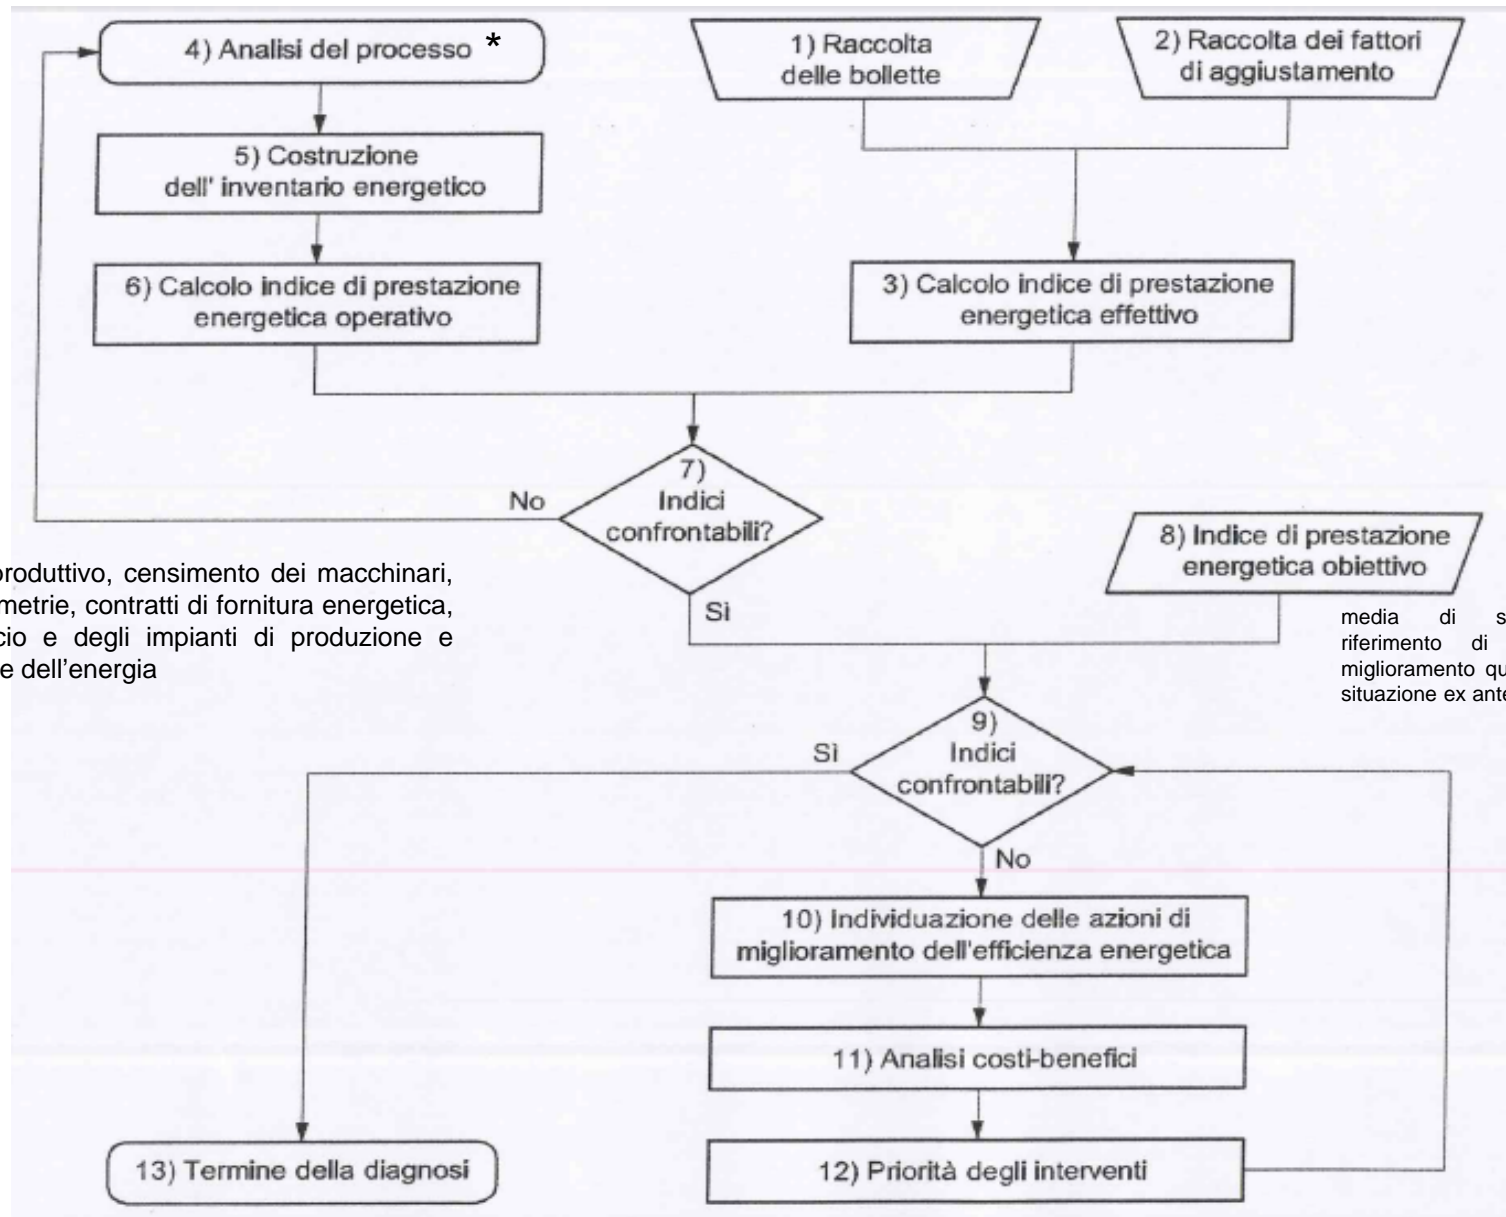 4) Analisi del processo *
1) Raccolta
delle bollette
2) Raccolta dei fattori
di aggiustamento
5) Costruzione
dell' inventario energetico
6) Calcolo indice di prestazione
energetica operativo
3) Calcolo indice di prestazione
energetica effettivo
7)
Indici
confrontabili?
No
Sì
8) Indice di prestazione
energetica obiettivo
produttivo, censimento dei macchinari,
metrie, contratti di fornitura energetica,
cio e degli impianti di produzione e
e dell'energia
media di s
riferimento di
miglioramento qu
situazione ex ante
9)
Indici
confrontabili?
Sì
No
10) Individuazione delle azioni di
miglioramento dell'efficienza energetica
11) Analisi costi-benefici
12) Priorità degli interventi
13) Termine della diagnosi